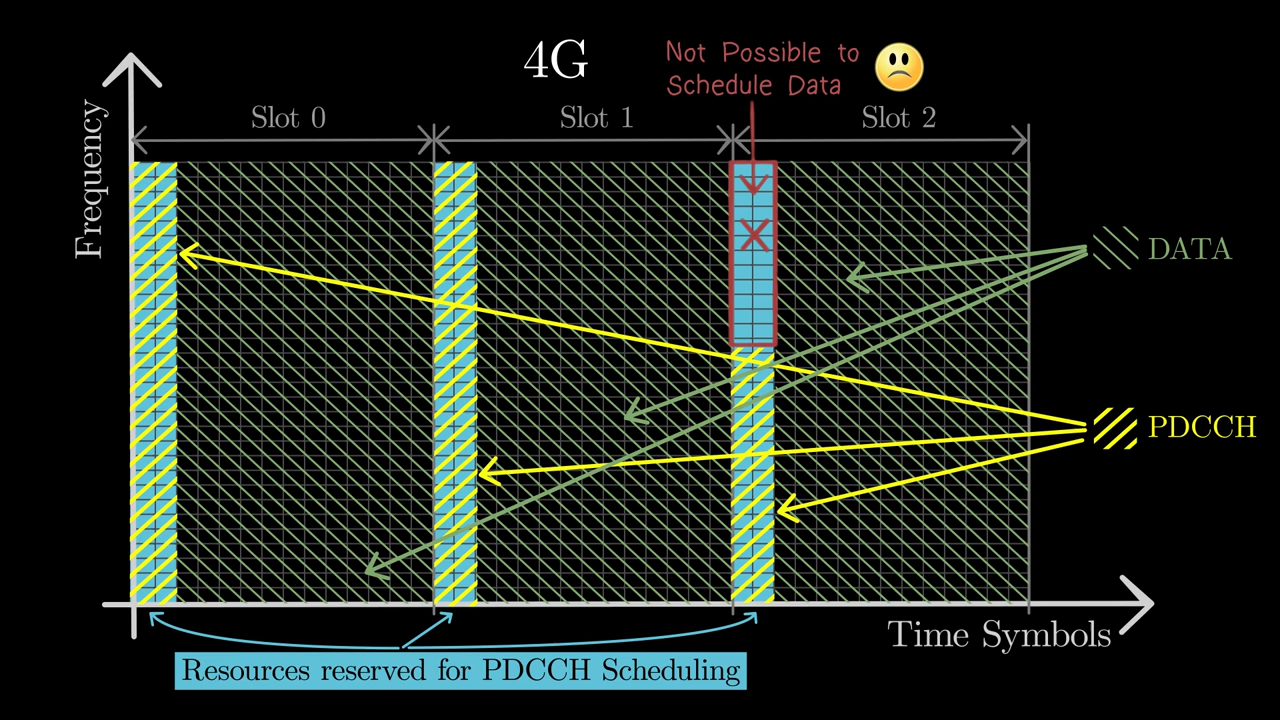 4G
Not Possible to
Schedule Data
Slot 0
Slot 1
Slot 2
Frequency
DATA
PDCCH
Time Symbols
Resources reserved for PDCCH Scheduling